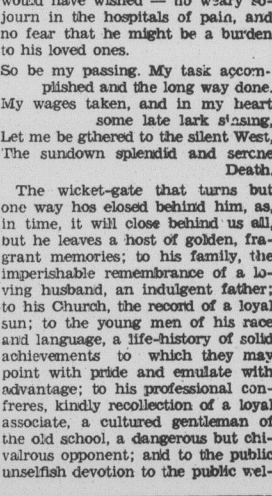 would have wished — no weary so-
journ in the hospitals of pain, and
no fear that he might be a burden
to his loved ones.
So be my passing. My task accom-
plished and the long way done.
My wages taken, and in my heart
some late lark s'nsing,
Let me be gthered to the silent West,
The sundown splendid and serene
Death.
The wicket-gate that turns but
one way hos elosed behind him, as,
in time, it will close behind us all,
but he leaves a host of golden, fra-
grant memories; to his family, the
imperishable remembrance of a lo-
ving husband, an indulgent father;
to his Church, the record of a loyal
sun; to the young men of his race
and language, a life-history of solid
achievements to which they may
point with pride and emulate with
advantage; to his professional con-
freres, kindly recollection of a loyal
associate, a cultured gentleman of
the old school, a dangerous but chi-
valrous opponent; and to the public
unselfish devotion to the public wel-